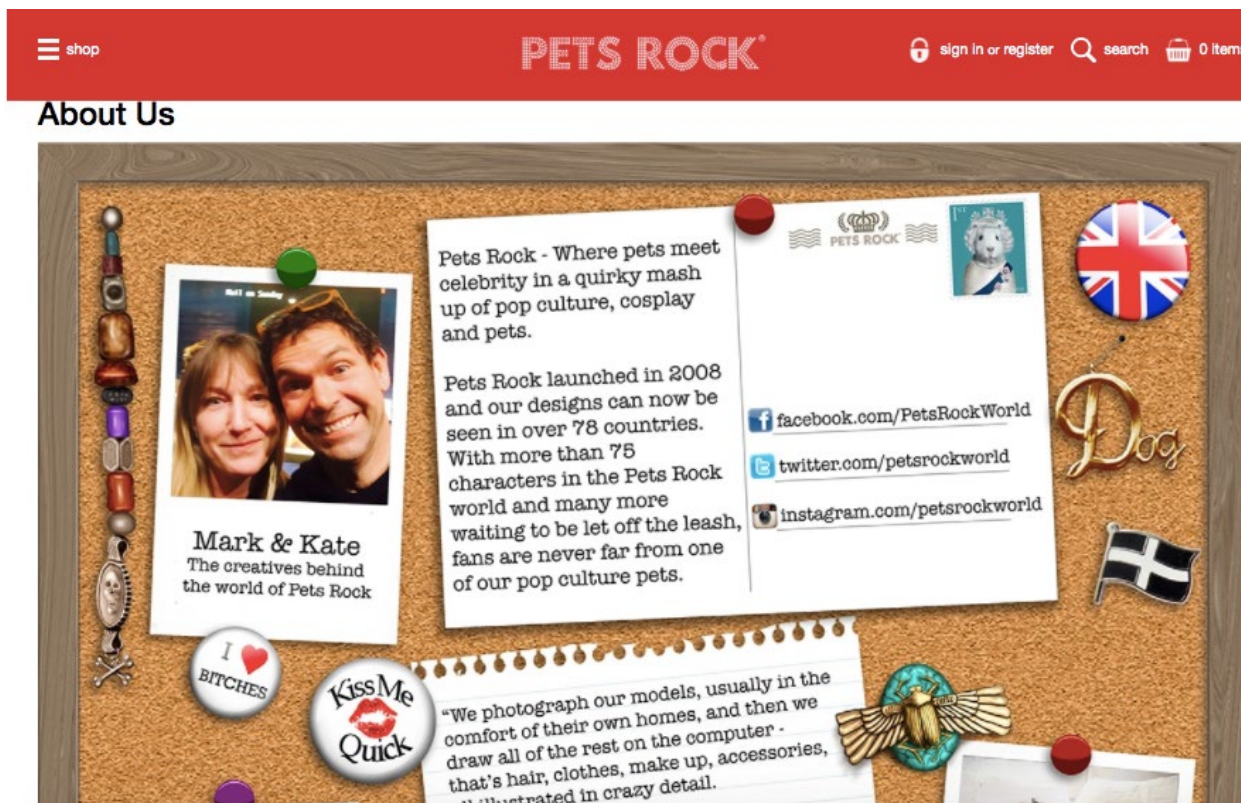 shop
PETS ROCK®
sign in or register
search
0 items
About Us
Mail on Sunday
Mark & Kate
The creatives behind
the world of Pets Rock
Pets Rock - Where pets meet
celebrity in a quirky mash
up of pop culture, cosplay
and pets.
Pets Rock launched in 2008
and our designs can now be
seen in over 78 countries.
With more than 75
characters in the Pets Rock
world and many more
waiting to be let off the leash,
fans are never far from one
of our pop culture pets.
PETS ROCK
1ST
facebook.com/PetsRockWorld
twitter.com/petsrockworld
instagram.com/petsrockworld
Dog
I
BITCHES
Kiss Me
Quick
"We photograph our models, usually in the
comfort of their own homes, and then we
draw all of the rest on the computer -
that's hair, clothes, make up, accessories,
illustrated in crazy detail.